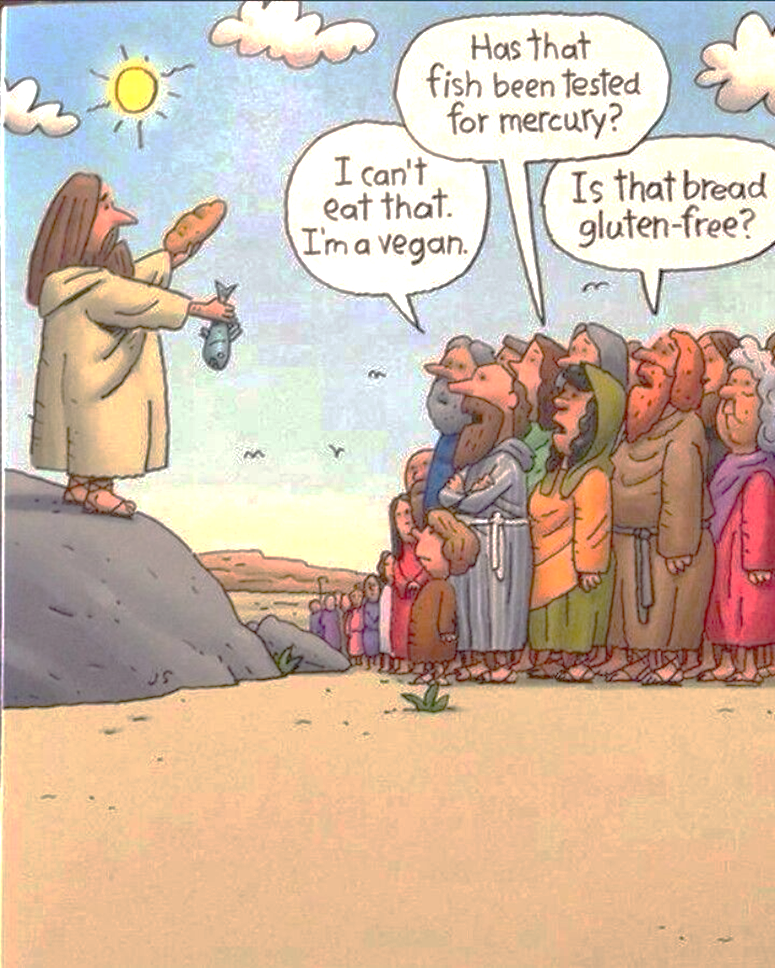 I can't
eat that.
I'm a vegan.
Has that
fish been tested
for mercury?
Is that bread
gluten-free?